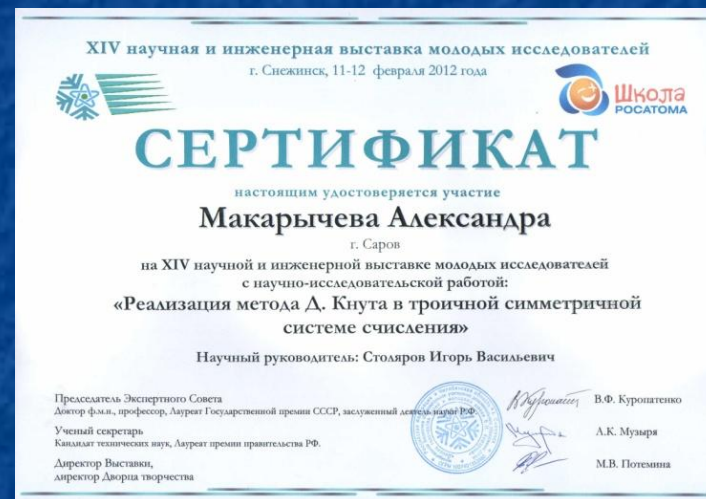 XIV научная и инженерная выставка молодых исследователей
г. Снежинск, 11-12 февраля 2012 года
Школа
РОСАТОМА
СЕРТИФИКАТ
настоящим удостоверяется участие
Макарычева Александра
г. Саров
на XIV научной и инженерной выставке молодых исследователей
с научно-исследовательской работой:
«Реализация метода Д. Кнута в троичной симметричной
системе счисления»
Научный руководитель: Столяров Игорь Васильевич
Председатель Экспертного Совета
Доктор ф.м.н., профессор, Лауреат Государственной премии СССР, заслуженный деятель науки РФ.
В.Ф. Куропатенко
Ученый секретарь
Кандидат технических наук, Лауреат премии правительства РФ.
А.К. Музыря
Директор Выставки,
директор Дворца творчества
М.В. Потемина